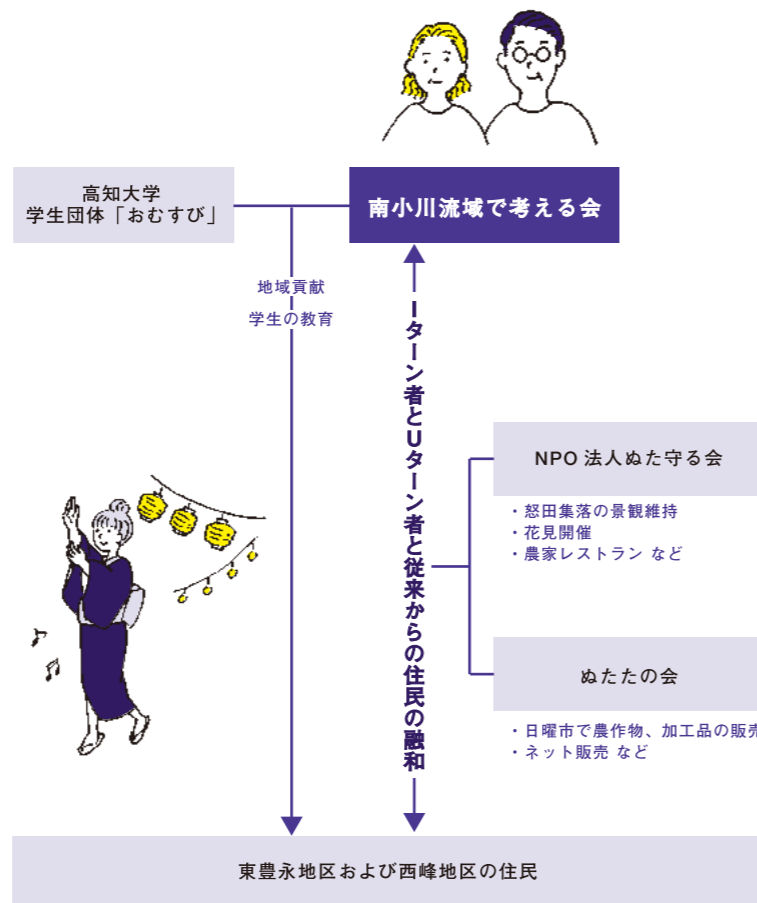 高知大学
学生団体「おむすび」
南小川流域で考える会
地域貢献
学生の教育
Iターン者とUターン者と従来からの住民の融和
NPO 法人ぬた守る会
・怒田集落の景観維持
・花見開催
・農家レストラン など
ぬたたの会
・日曜市で農作物、加工品の販売
・ネット販売 など
東豊永地区および西峰地区の住民